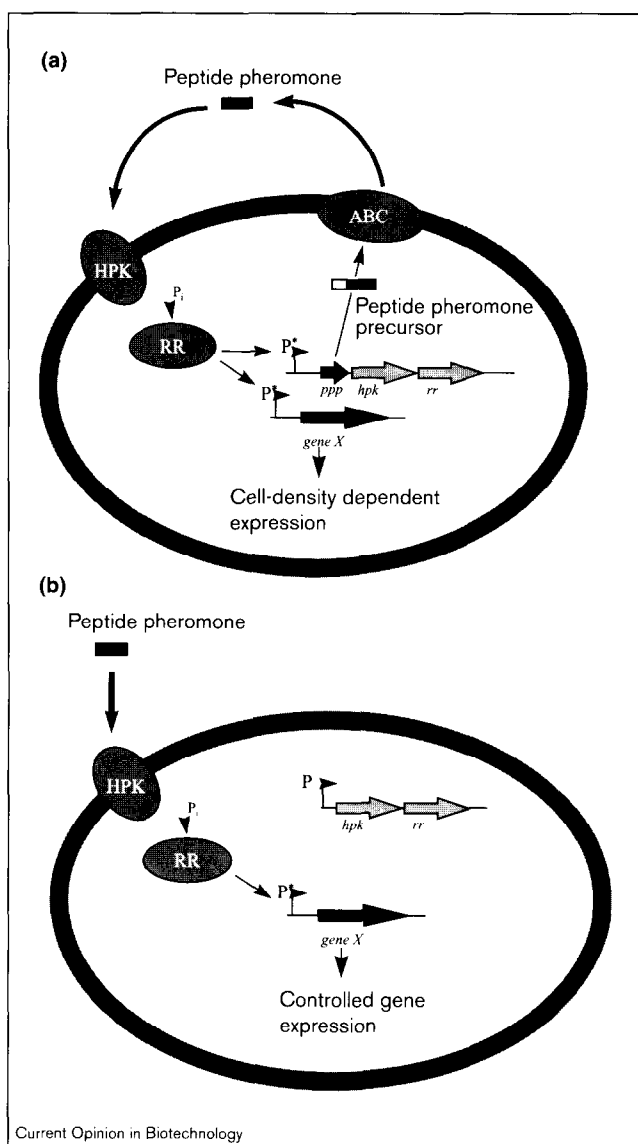 (a)
Peptide pheromone
ABC
HPK
Pi
RR
Peptide pheromone
precursor
P*
ppp
hpk
rr
P*
gene X
Cell-density dependent
expression
(b)
Peptide pheromone
HPK
P
hpk
rr
Pi
RR
P*
gene X
Controlled gene
expression
Current Opinion in Biotechnology